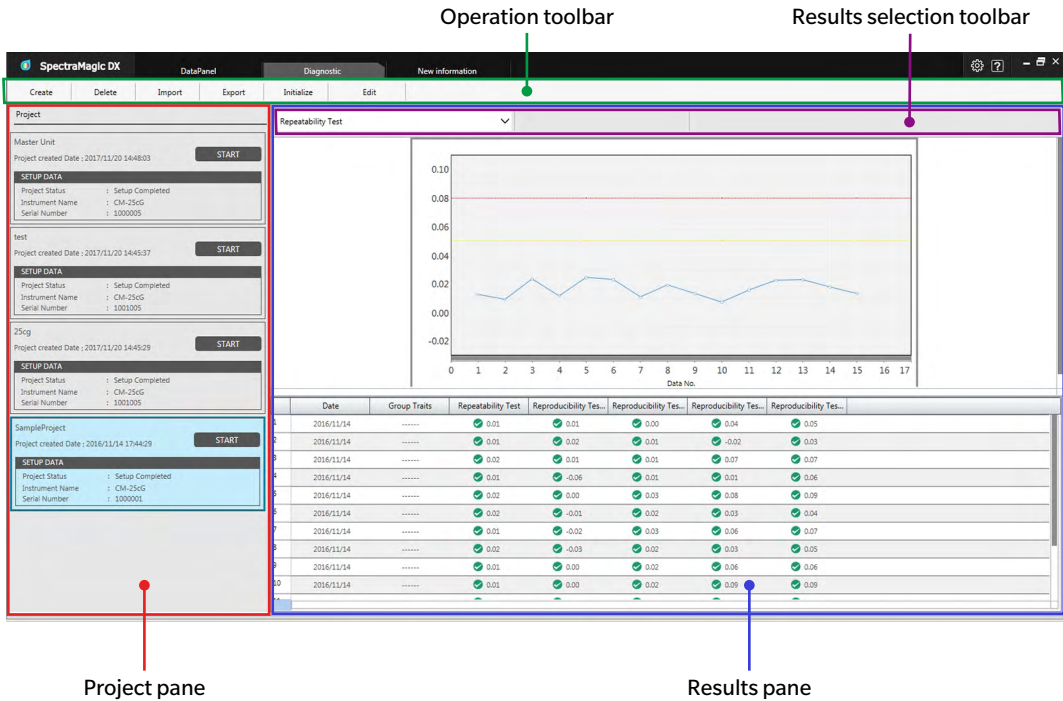 Operation toolbar
Results selection toolbar
SpectraMagic DX
DataPanel
Diagnostic
New information
?
Create
Delete
Import
Export
Initialize
Edit
Project
Master Unit
Project created Date : 2017/11/20 14:48:03
START
SETUP DATA
Project Status : Setup Completed
Instrument Name : CM-25cG
Serial Number : 1000005
test
Project created Date : 2017/11/20 14:45:37
START
SETUP DATA
Project Status : Setup Completed
Instrument Name : CM-25cG
Serial Number : 1001005
25cg
Project created Date : 2017/11/20 14:45:29
START
SETUP DATA
Project Status : Setup Completed
Instrument Name : CM-25cG
Serial Number : 1001005
SampleProject
Project created Date : 2016/11/14 17:44:29
START
SETUP DATA
Project Status : Setup Completed
Instrument Name : CM-25cG
Serial Number : 1000001
Repeatability Test
0.10
0.08
0.06
0.04
0.02
0.00
-0.02
0 1 2 3 4 5 6 7 8 9 10 11 12 13 14 15 16 17
Data No.
Date Group Traits Repeatability Test Reproducibility Tes... Reproducibility Tes... Reproducibility Tes... Reproducibility Tes...
2016/11/14 ------ 0.01 0.01 0.00 0.04 0.05
2016/11/14 ------ 0.01 0.02 0.01 -0.02 0.03
2016/11/14 ------ 0.02 0.01 0.01 0.07 0.07
2016/11/14 ------ 0.01 -0.06 0.01 0.01 0.06
2016/11/14 ------ 0.02 0.00 0.03 0.08 0.09
2016/11/14 ------ 0.02 -0.01 0.02 0.03 0.04
2016/11/14 ------ 0.01 -0.02 0.03 0.06 0.07
2016/11/14 ------ 0.02 -0.03 0.02 0.03 0.05
2016/11/14 ------ 0.01 0.00 0.02 0.06 0.06
10 2016/11/14 ------ 0.01 0.00 0.02 0.09 0.09
Project pane
Results pane